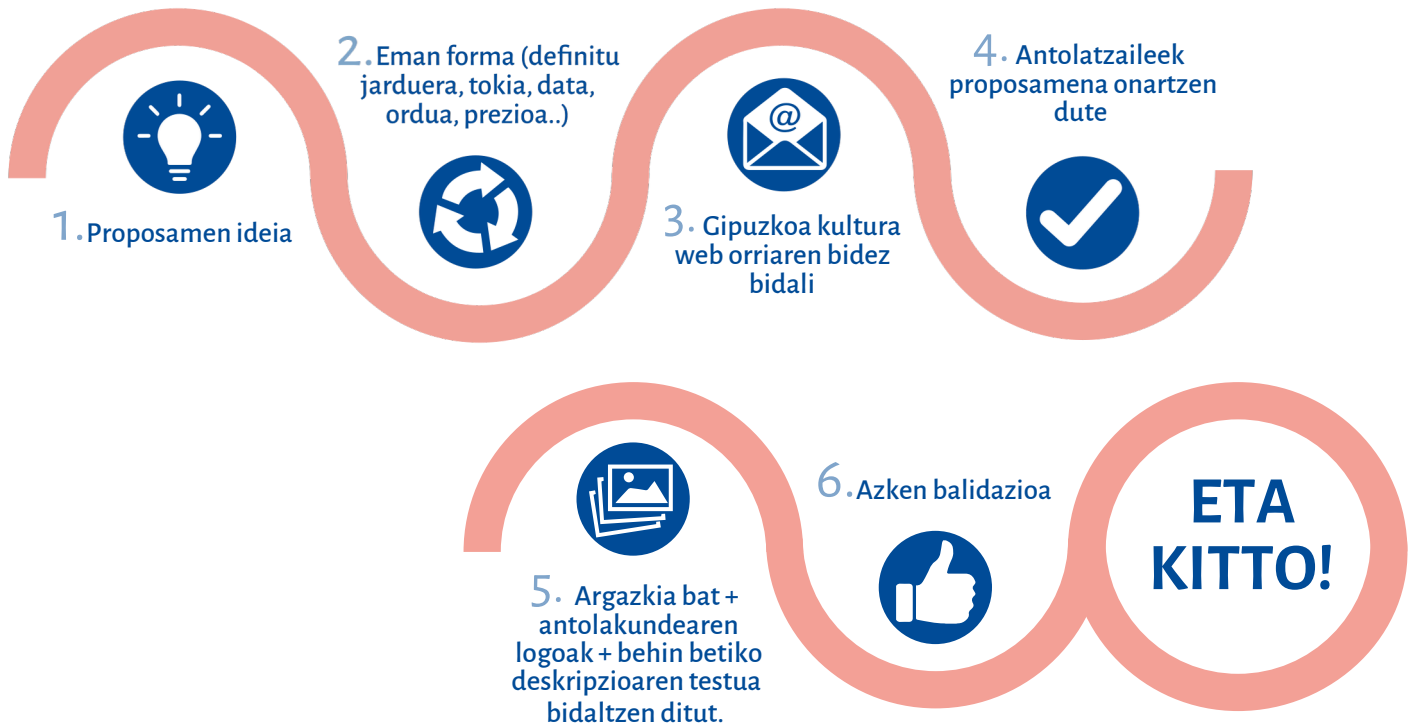 1. Proposamen ideia
2. Eman forma (definitu
jarduera, tokia, data,
ordua, prezioa..)
@
3. Gipuzkoa kultura
web orriaren bidez
bidali
4. Antolatzaileek
proposamena onartzen
dute
5. Argazkia bat +
antolakundearen
logoak + behin betiko
deskripzioaren testua
bidaltzen ditut.
6. Azken balidazioa
ETA
KITTO!